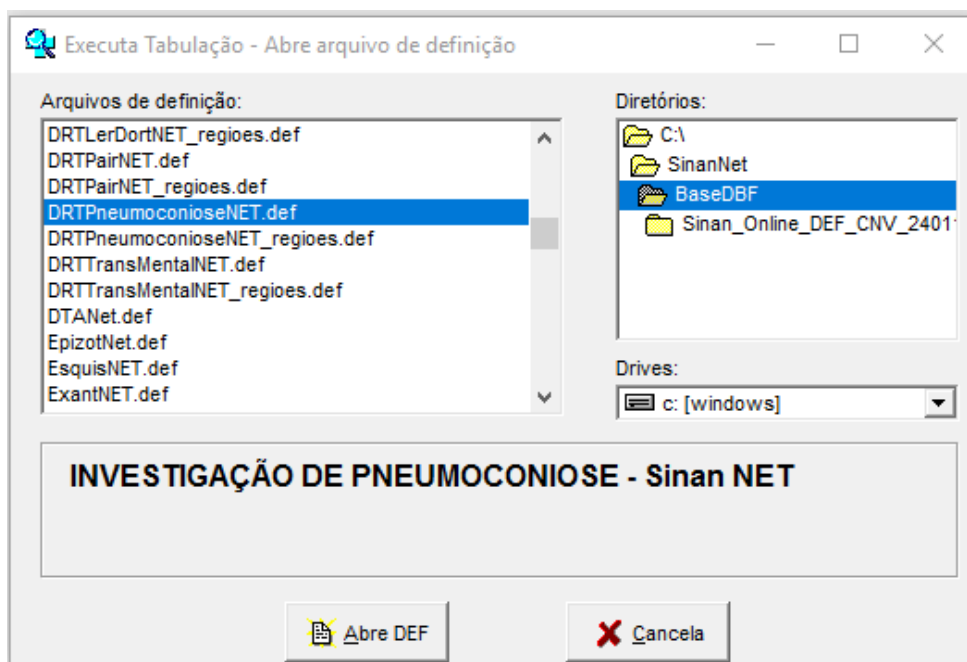 Executa Tabulação - Abre arquivo de definição
Arquivos de definição:
DRTLerDortNET_regioes.def
DRTPairNET.def
DRTPairNET_regioes.def
DRTPneumoconioseNET.def
DRTPneumoconioseNET_regioes.def
DRTTransMentalNET.def
DRTTransMentalNET_regioes.def
DTANet.def
EpizotNet.def
EsquisNET.def
ExantNET.def
Diretórios:
C:\
SinanNet
BaseDBF
Sinan_Online_DEF_CNV_2401
Drives:
c: [windows]
INVESTIGAÇÃO DE PNEUMOCONIOSE - Sinan NET
Abre DEF
Cancela